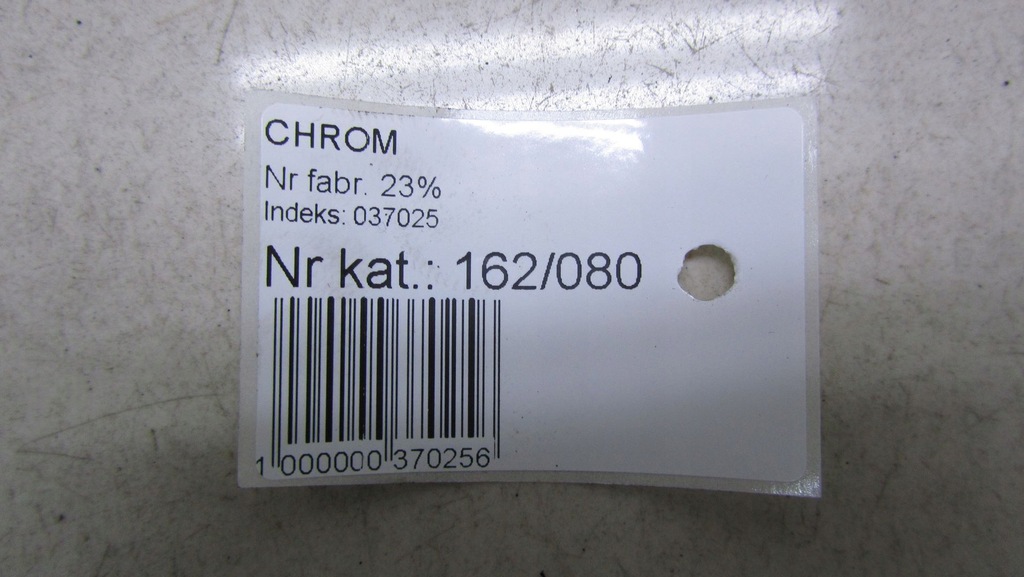 CHROM
Nr fabr. 23%
Indeks: 037025
Nr kat.: 162/080
1 000000 370256